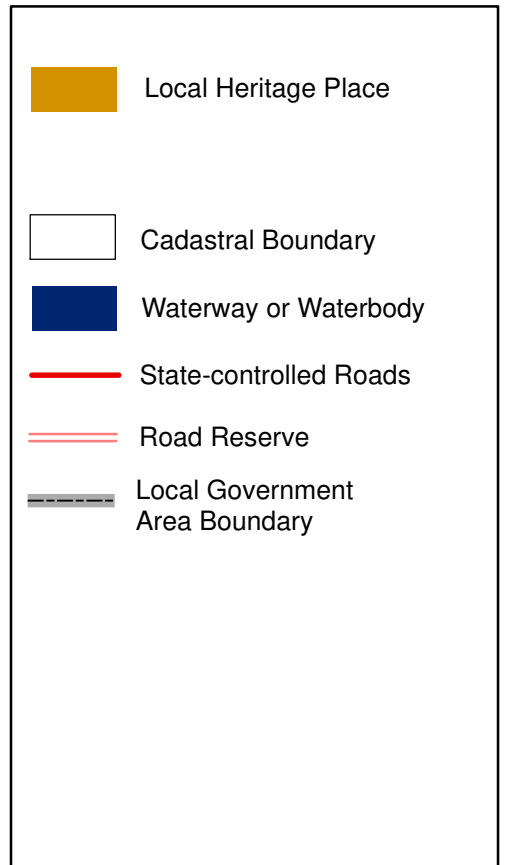 Local Heritage Place
Cadastral Boundary
Waterway or Waterbody
State-controlled Roads
Road Reserve
Local Government
Area Boundary